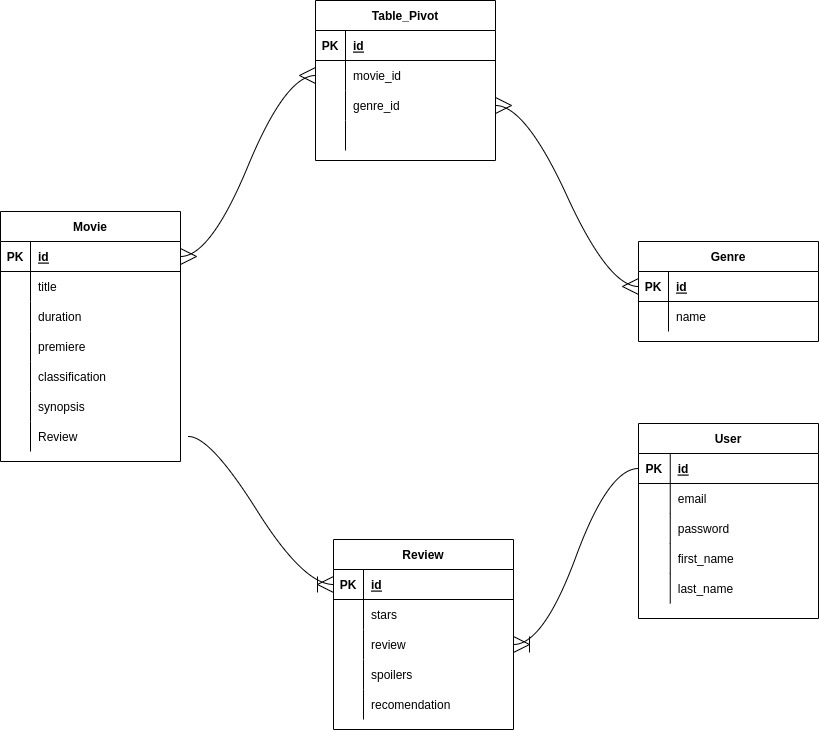 Table_Pivot
PK id
movie_id
genre_id
Movie
PK id
title
duration
premiere
classification
synopsis
Review
Genre
PK id
name
User
PK id
email
password
first_name
last_name
Review
PK id
stars
review
spoilers
recomendation